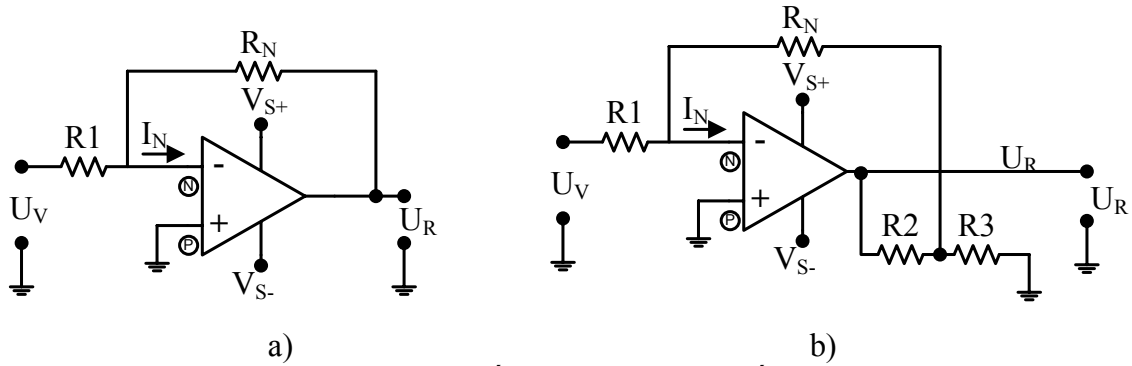 R_N
V_S+
R1
I_N
-
N
U_V
+
P
U_R
V_S-
a)
R_N
V_S+
R1
I_N
-
N
U_R
U_V
+
P
R2
R3
U_R
V_S-
b)